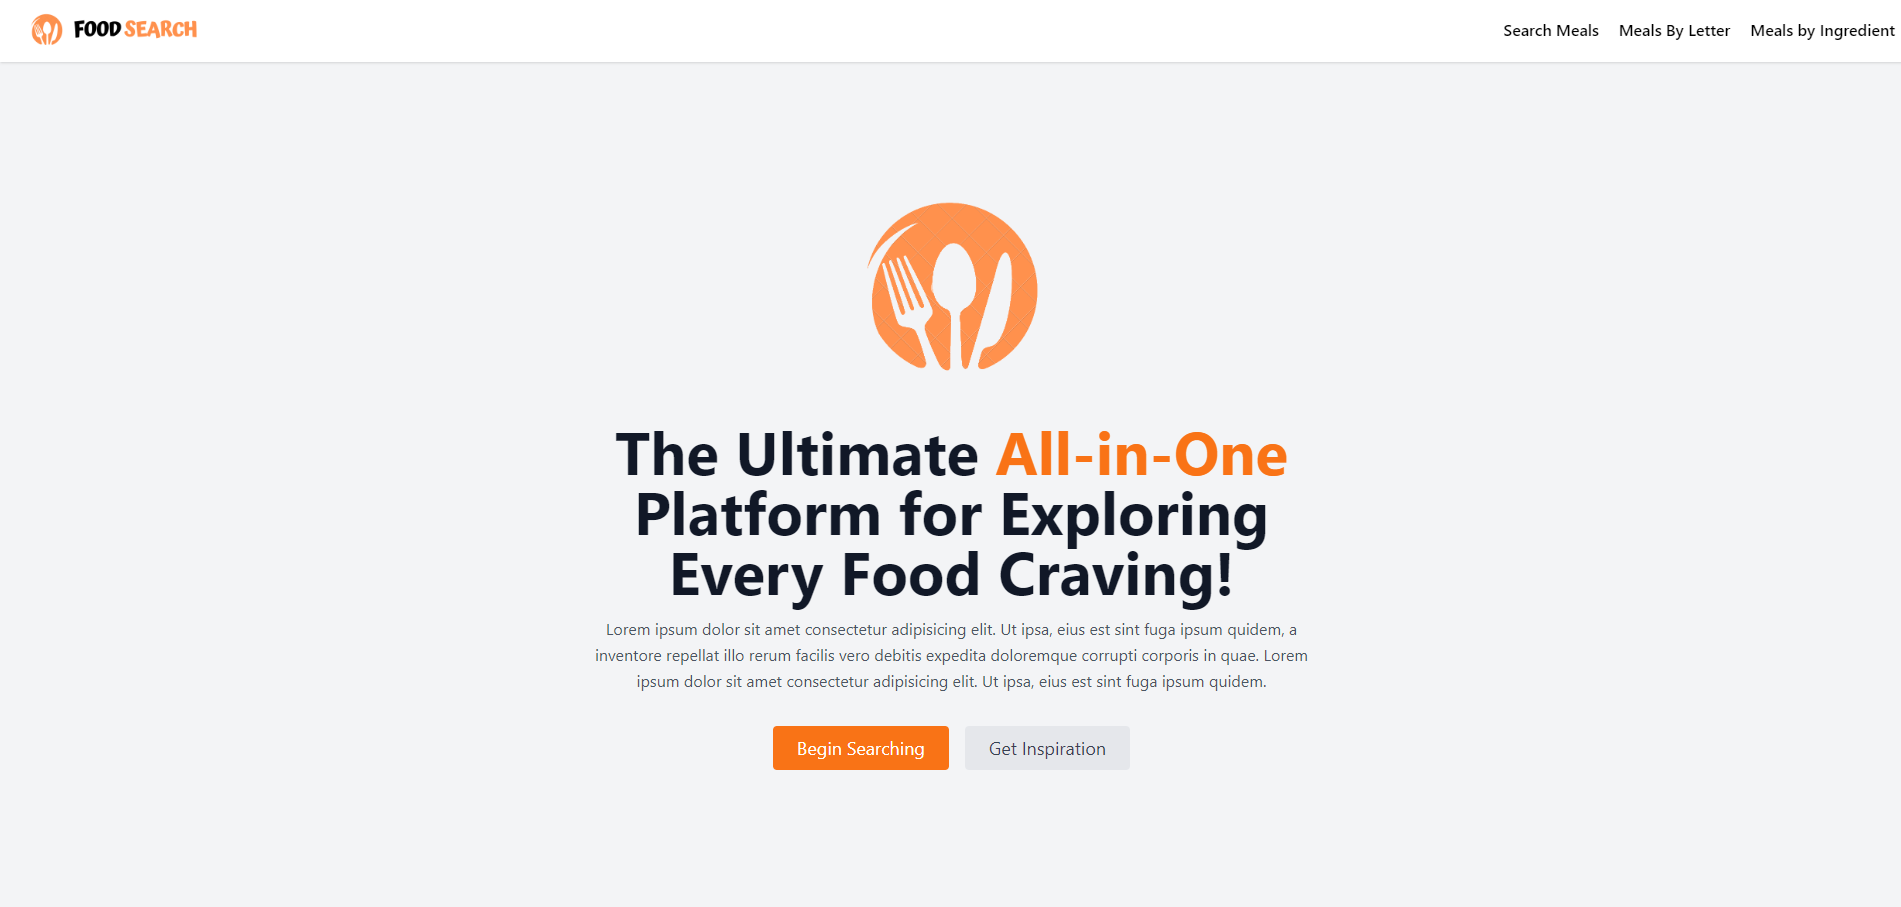 FOOD SEARCH
Search Meals
Meals By Letter
Meals by Ingredient
The Ultimate All-in-One
Platform for Exploring
Every Food Craving!
Lorem ipsum dolor sit amet consectetur adipisicing elit. Ut ipsa, eius est sint fuga ipsum quidem, a
inventore repellat illo rerum facilis vero debitis expedita doloremque corrupti corporis in quae. Lorem
ipsum dolor sit amet consectetur adipisicing elit. Ut ipsa, eius est sint fuga ipsum quidem.
Begin Searching
Get Inspiration